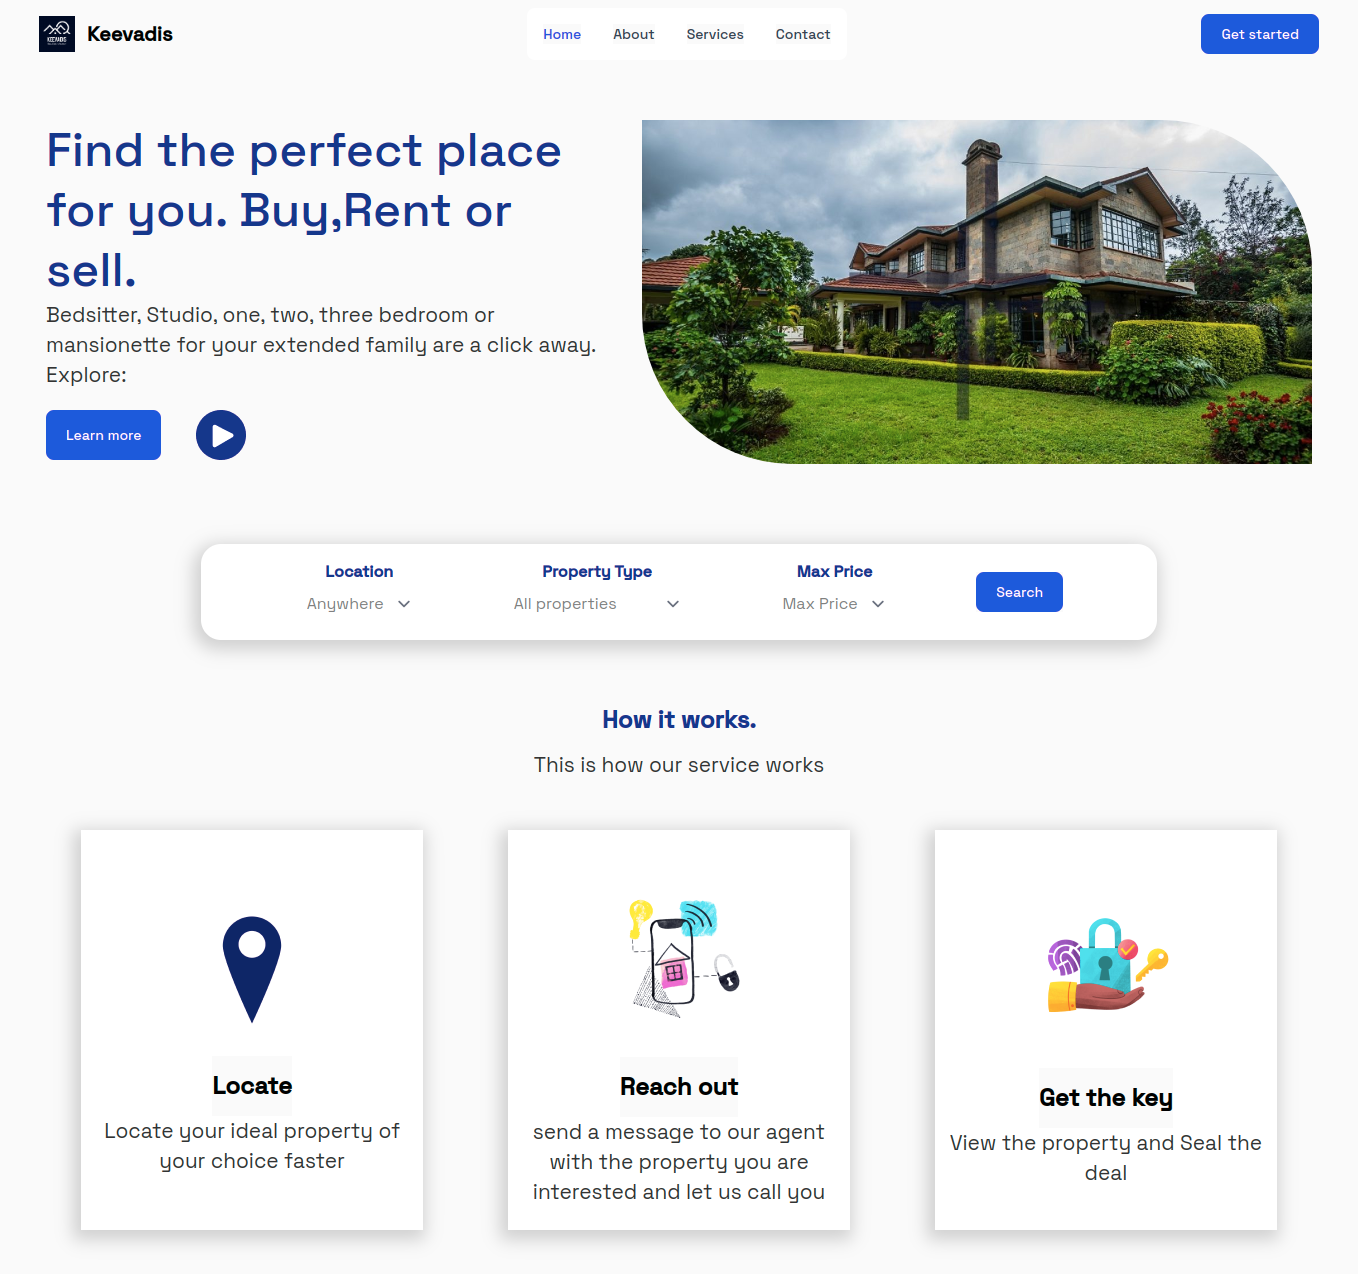 Keevadis
Home About Services Contact
Get started
Find the perfect place
for you. Buy,Rent or
sell.
Bedsitter, Studio, one, two, three bedroom or
mansionette for your extended family are a click away.
Explore:
Learn more
Location Property Type Max Price
Anywhere All properties Max Price
Search
How it works.
This is how our service works
Locate
Locate your ideal property of
your choice faster
Reach out
send a message to our agent
with the property you are
interested and let us call you
Get the key
View the property and Seal the
deal